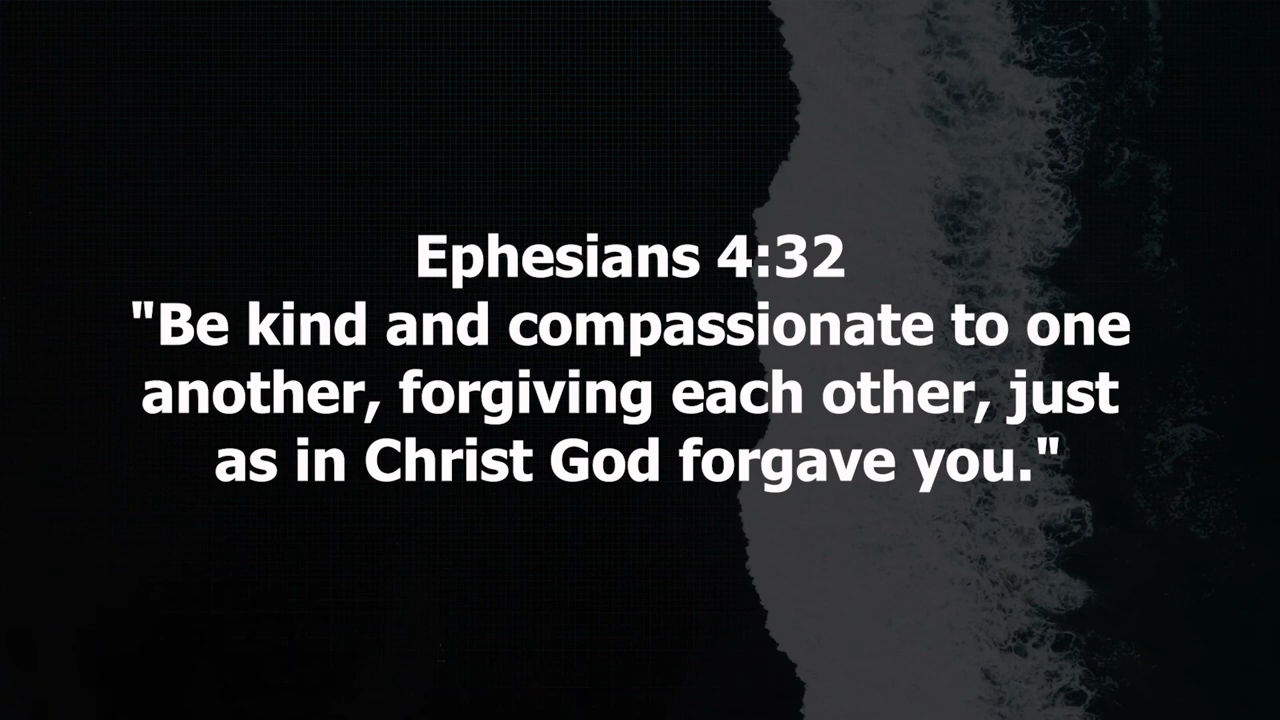 Ephesians 4:32
"Be kind and compassionate to one
another, forgiving each other, just
as in Christ God forgave you."